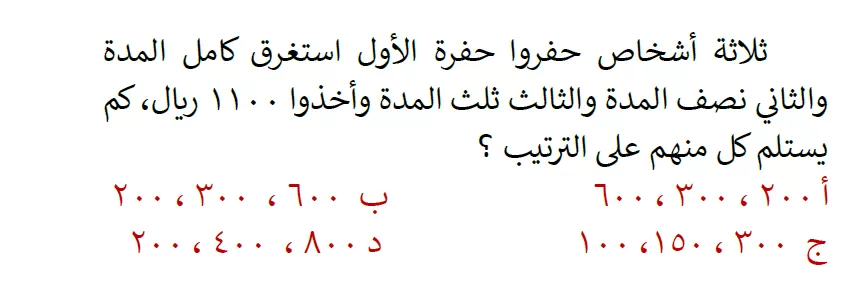 ثلاثة أشخاص حفروا حفرة الأول استغرق كامل المدة
والثاني نصف المدة والثالث ثلث المدة وأخذوا ١١٠٠ ريال، كم
يستلم كل منهم على الترتيب ؟
أ ٢٠٠ ، ٣٠٠ ، ٦٠٠ ب ٦٠٠ ، ٣٠٠ ، ٢٠٠
ج ٣٠٠ ، ١٥٠، ١٠٠ د ٨٠٠ ، ٤٠٠ ، ٢٠٠